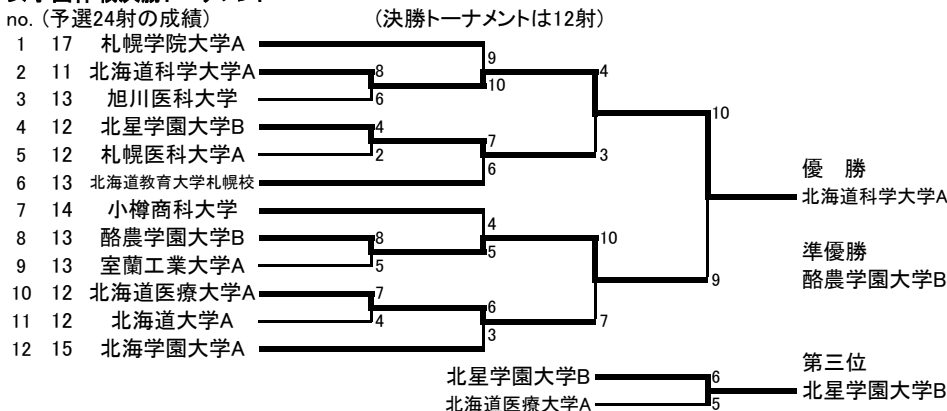 no. (予選24射の成績) (決勝トーナメントは12射)
1 17 札幌学院大学A
9
2 11 北海道科学大学A 8 4
10
3 13 旭川医科大学 6
10
4 12 北星学園大学B 4
7
5 12 札幌医科大学A 2 3
6
6 13 北海道教育大学札幌校
優 勝
北海道科学大学A
7 14 小樽商科大学
4
8 13 酪農学園大学B 8 10
5
9 13 室蘭工業大学A 5
準優勝
酪農学園大学B
9
10 12 北海道医療大学A 7
6
11 12 北海道大学A 4 7
3
12 15 北海学園大学A
第三位
北星学園大学B 6
北星学園大学B
北海道医療大学A 5